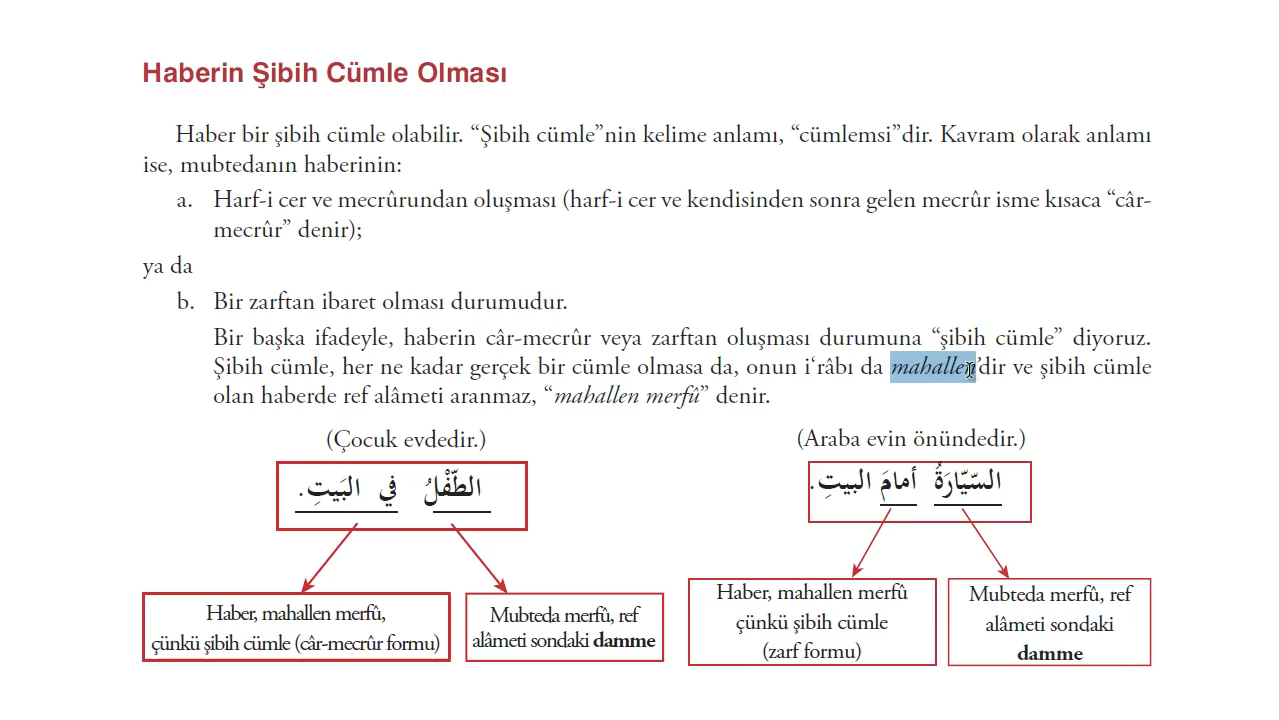 Haberin Şibih Cümle Olması
Haber bir şibih cümle olabilir. “Şibih cümle”nin kelime anlamı, “cümlemsi”dir. Kavram olarak anlamı
ise, mubtedanın haberinin:
a. Harf-i cer ve mecrûrundan oluşması (harf-i cer ve kendisinden sonra gelen mecrûr isme kısaca “câr-
mecrûr” denir);
ya da
b. Bir zarftan ibaret olması durumudur.
Bir başka ifadeyle, haberin câr-mecrûr veya zarftan oluşması durumuna “şibih cümle” diyoruz.
Şibih cümle, her ne kadar gerçek bir cümle olmasa da, onun i‘râbı da mahallen’dir ve şibih cümle
olan haberde ref alâmeti aranmaz, “mahallen merfû” denir.
(Çocuk evdedir.)
الطّفْلُ في البَيتِ.
Haber, mahallen merfû,
çünkü şibih cümle (câr-mecrûr formu)
Mubteda merfû, ref
alâmeti sondaki damme
(Araba evin önündedir.)
السّيّارَةُ أمامَ البيتِ.
Haber, mahallen merfû
çünkü şibih cümle
(zarf formu)
Mubteda merfû, ref
alâmeti sondaki
damme